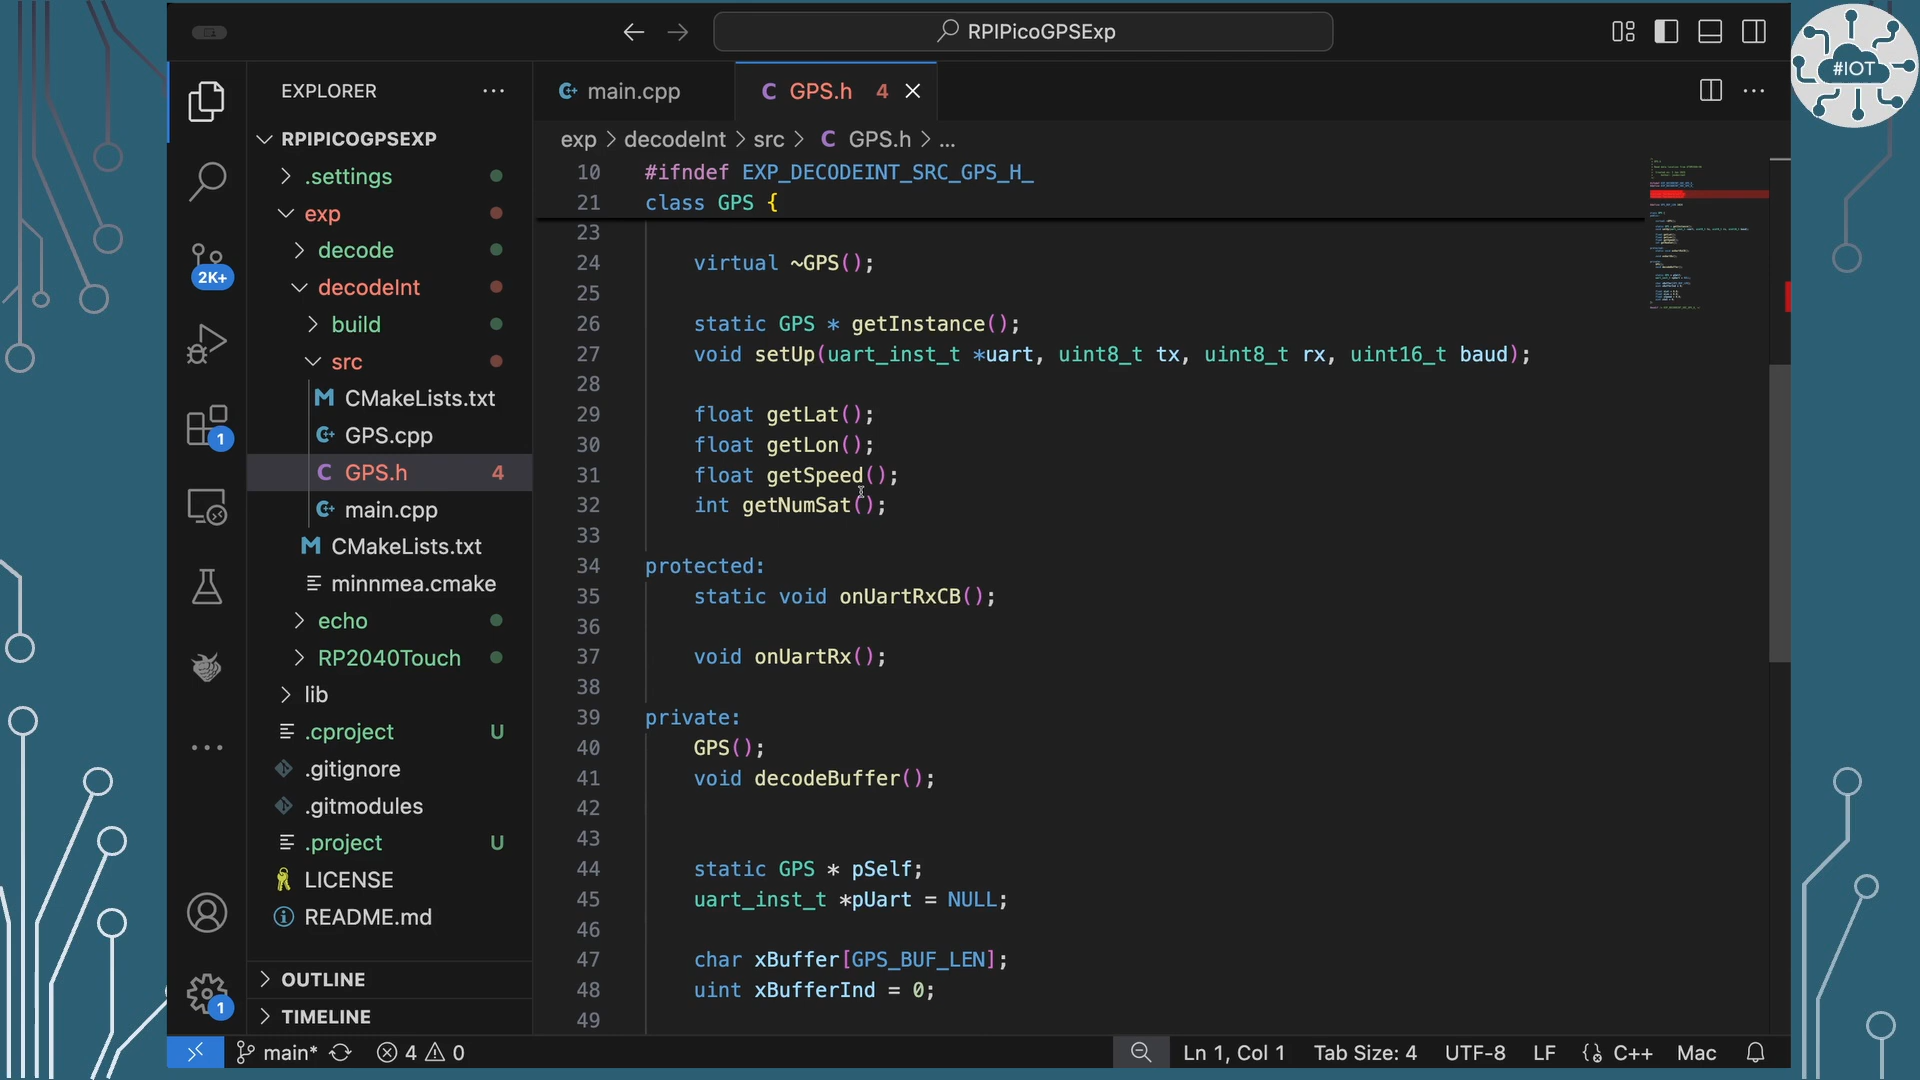 RPIPicoGPSExp
#IOT
EXPLORER
RPIPICOGPSEXP
.settings
exp
decode
decodeInt
build
src
CMakeLists.txt
GPS.cpp
GPS.h 4
main.cpp
CMakeLists.txt
minnmea.cmake
echo
RP2040Touch
lib
.cproject U
.gitignore
.gitmodules
.project U
LICENSE
README.md
OUTLINE
TIMELINE
2K+
1
1
main.cpp
GPS.h 4
exp > decodeInt > src > C GPS.h > ...
10 #ifndef EXP_DECODEINT_SRC_GPS_H_
21 class GPS {
23
24 virtual ~GPS();
25
26 static GPS * getInstance();
27 void setUp(uart_inst_t *uart, uint8_t tx, uint8_t rx, uint16_t baud);
28
29 float getLat();
30 float getLon();
31 float getSpeed();
32 int getNumSat();
33
34 protected:
35 static void onUartRxCB();
36
37 void onUartRx();
38
39 private:
40 GPS();
41 void decodeBuffer();
42
43
44 static GPS * pSelf;
45 uart_inst_t *pUart = NULL;
46
47 char xBuffer[GPS_BUF_LEN];
48 uint xBufferInd = 0;
49
main* 4 0 Ln 1, Col 1 Tab Size: 4 UTF-8 LF C++ Mac